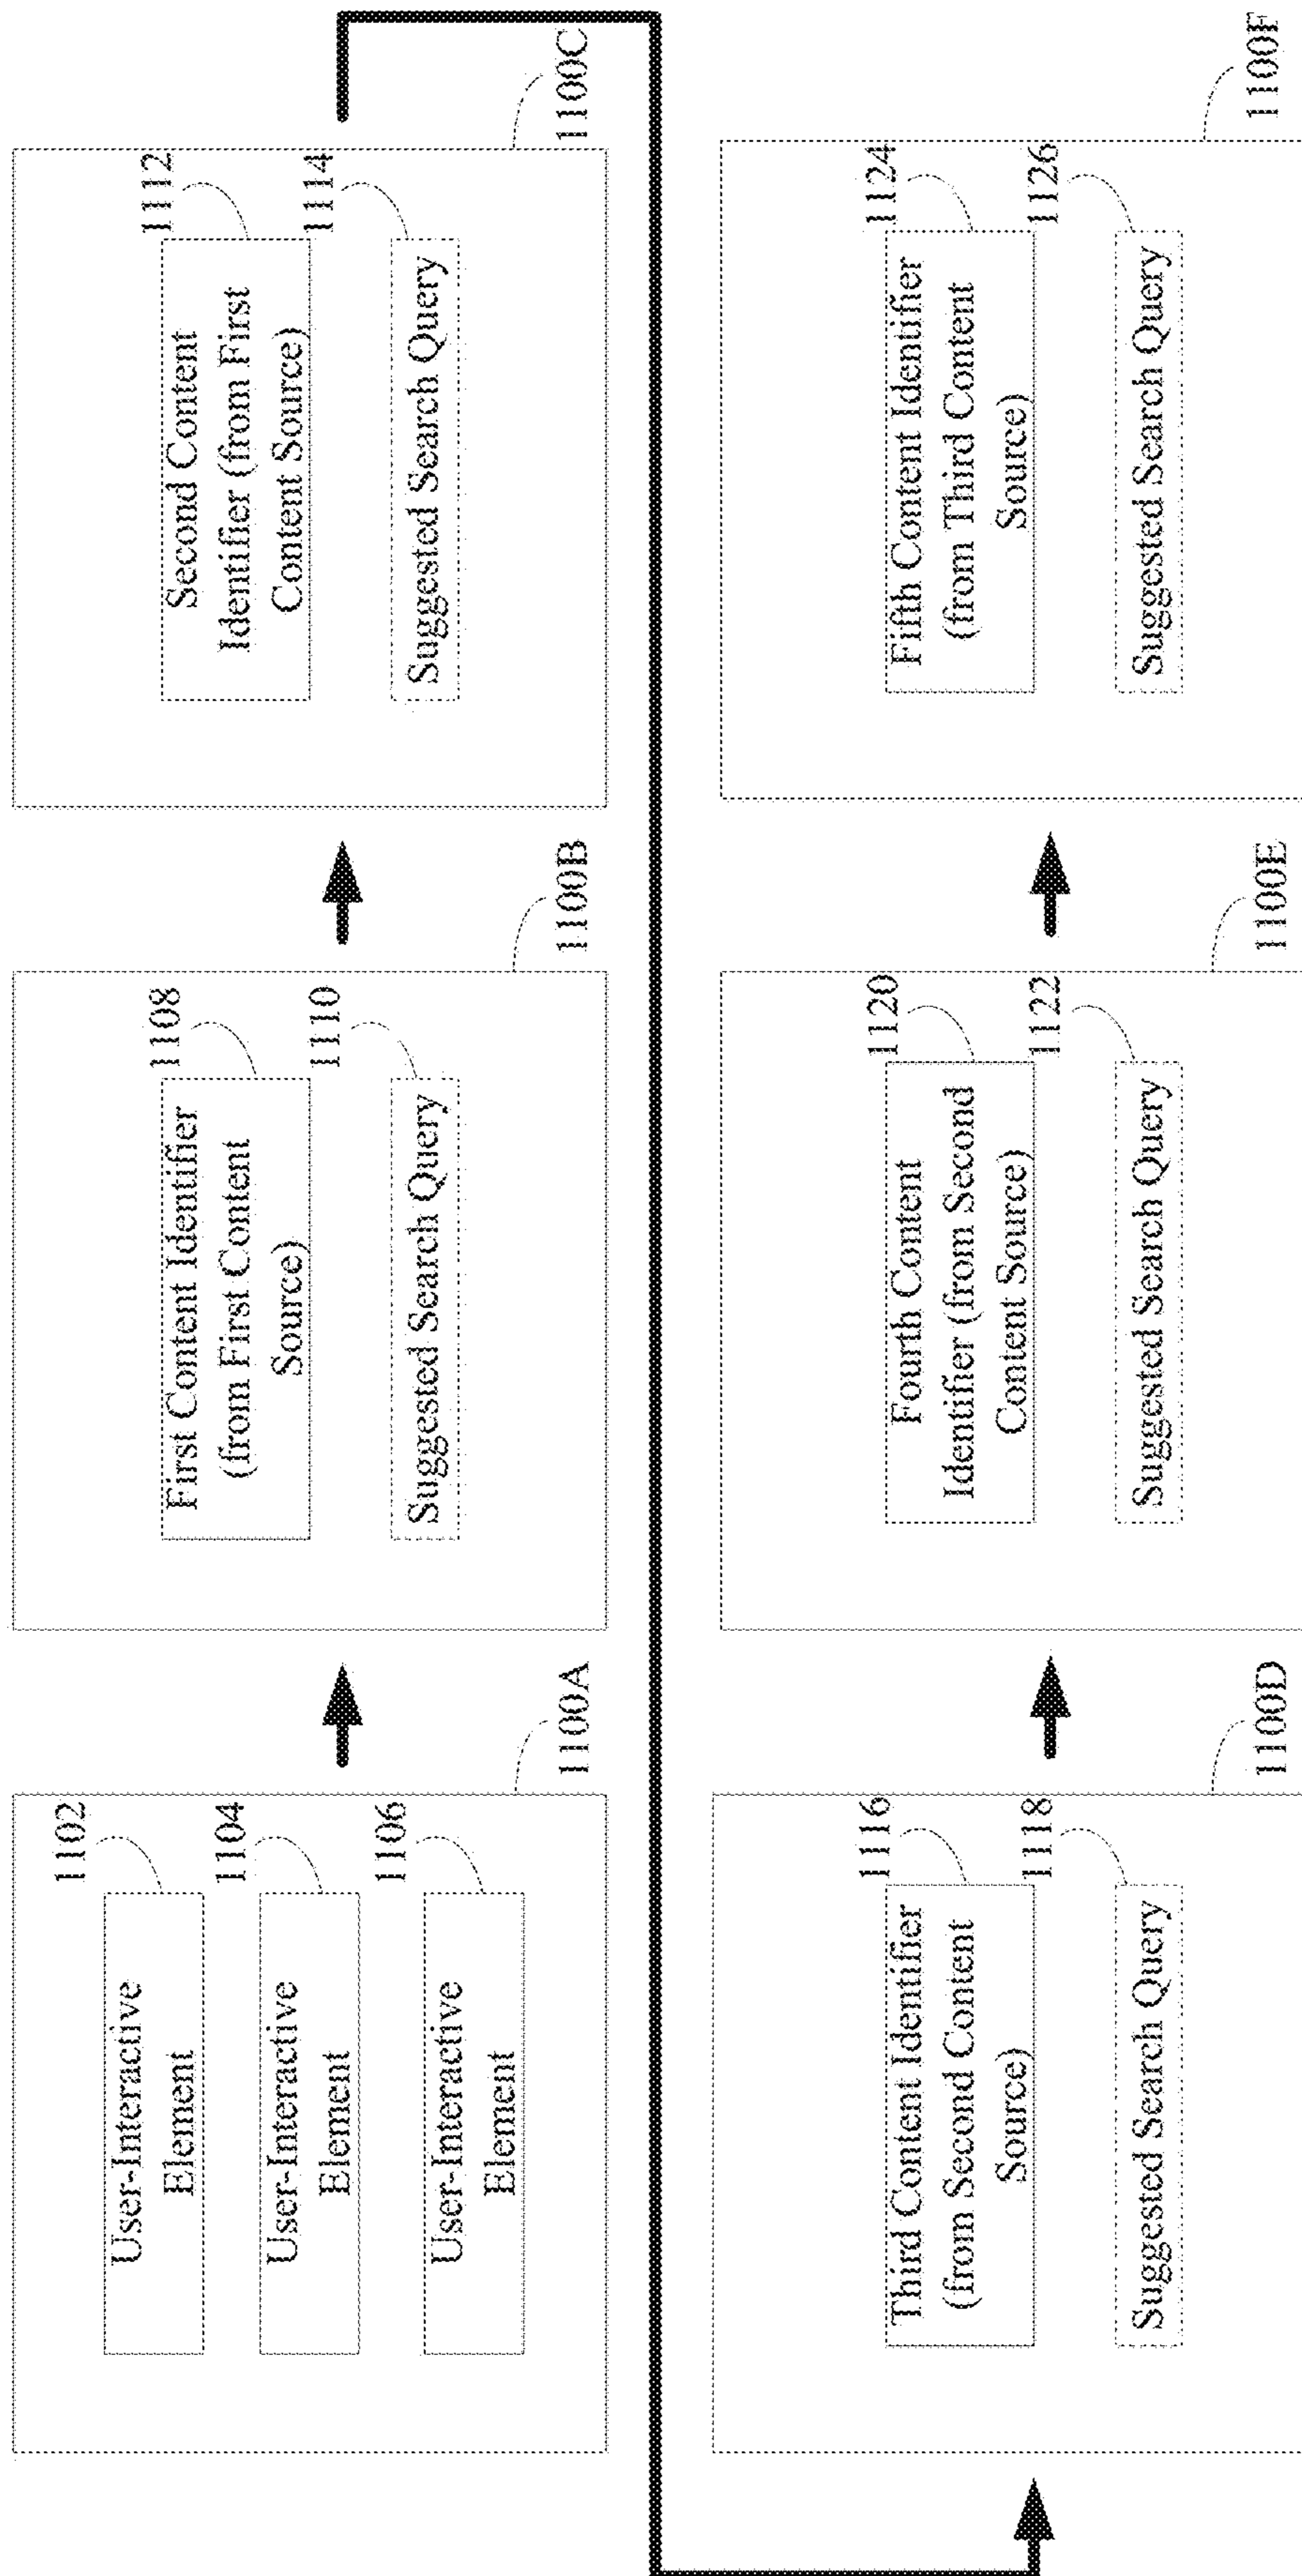 1102
User-Interactive
Element
1104
User-Interactive
Element
1106
User-Interactive
Element
1100A
1108
First Content Identifier
(from First Content
Source)
1110
Suggested Search Query
1100B
1112
Second Content
Identifier (from First
Content Source)
1114
Suggested Search Query
1100C
1116
Third Content Identifier
(from Second Content
Source)
1118
Suggested Search Query
1100D
1120
Fourth Content
Identifier (from Second
Content Source)
1122
Suggested Search Query
1100E
1124
Fifth Content Identifier
(from Third Content
Source)
1126
Suggested Search Query
1100F